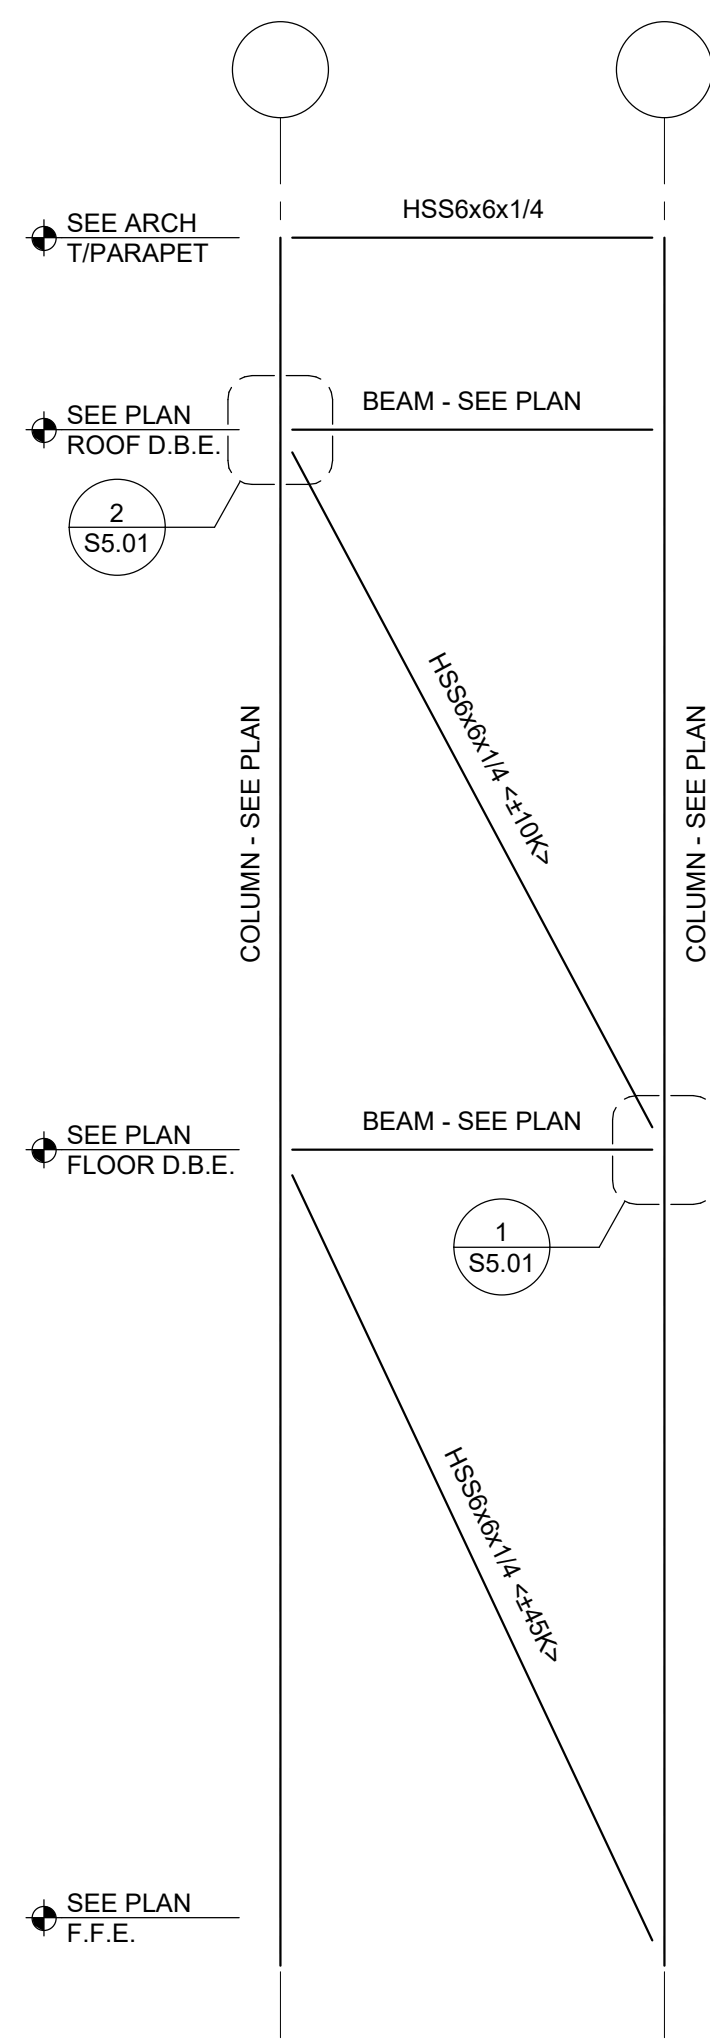 HSS6x6x1/4
SEE ARCH
T/PARAPET
BEAM - SEE PLAN
SEE PLAN
ROOF D.B.E.
2
S5.01
HSS6x6x1/4 <±10K>
COLUMN - SEE PLAN
COLUMN - SEE PLAN
BEAM - SEE PLAN
SEE PLAN
FLOOR D.B.E.
1
S5.01
HSS6x6x1/4 <±45K>
SEE PLAN
F.F.E.